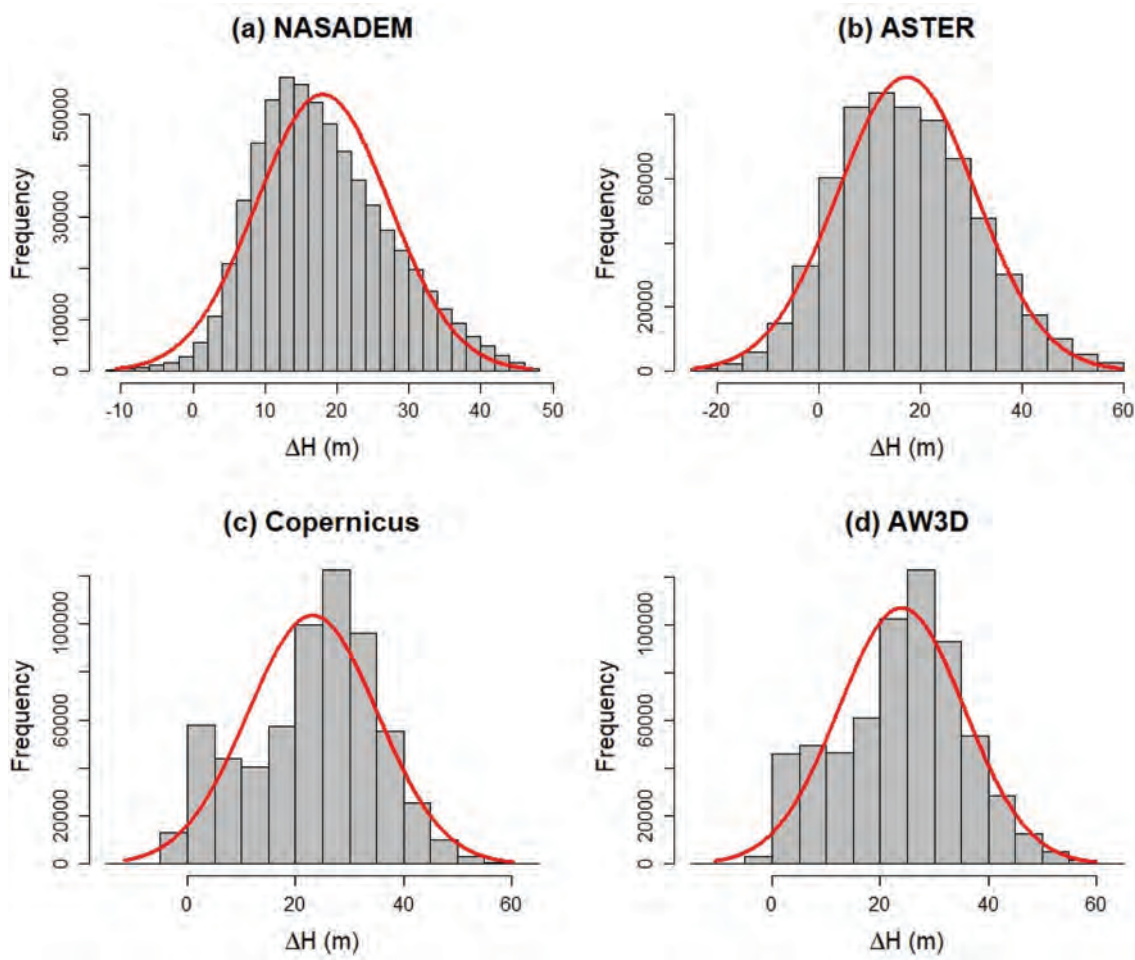 (a) NASADEM
Frequency
0 10000 30000 50000
-10 0 10 20 30 40 50
ΔH (m)
(b) ASTER
Frequency
0 20000 60000
-20 0 20 40 60
ΔH (m)
(c) Copernicus
Frequency
0 20000 60000 100000
0 20 40 60
ΔH (m)
(d) AW3D
Frequency
0 20000 60000 100000
0 20 40 60
ΔH (m)